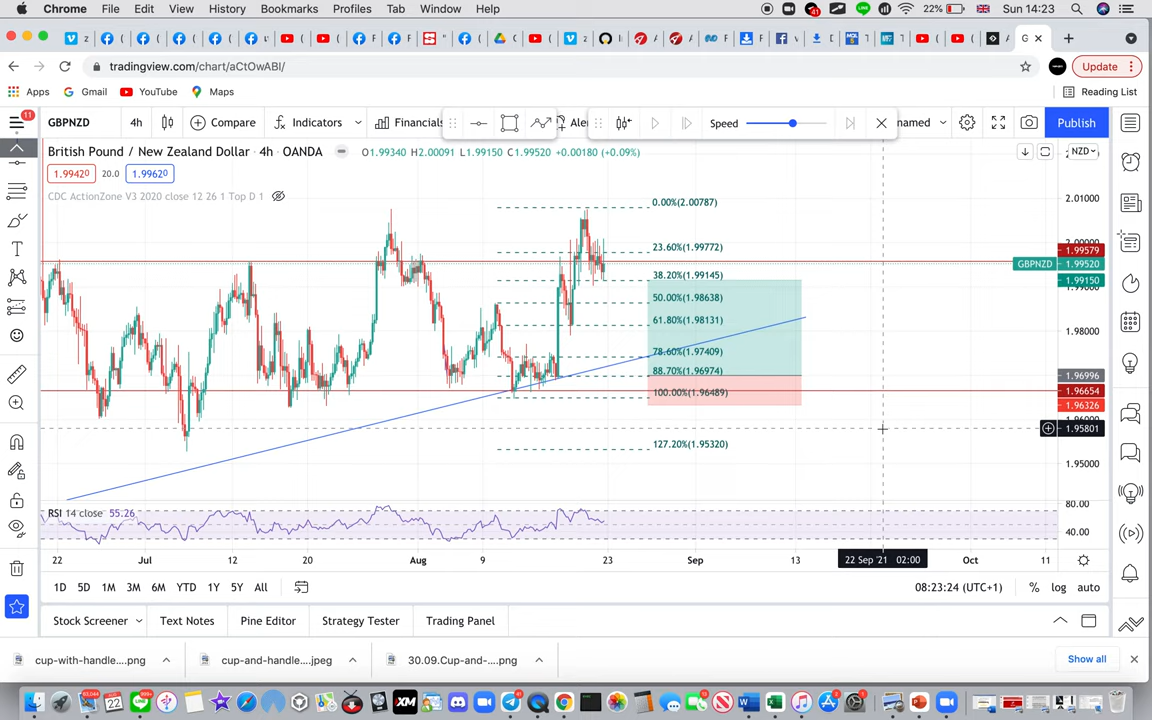 Chrome File Edit View History Bookmarks Profiles Tab Window Help 41 22% Sun 14:23
tradingview.com/chart/aCtOwABI/ Update
Apps Gmail YouTube Maps Reading List
11 GBPNZD 4h Compare Indicators Financials Ale Speed named Publish
British Pound / New Zealand Dollar · 4h · OANDA O1.99340 H2.00091 L1.99150 C1.99520 +0.00180 (+0.09%) NZD
1.99420 20.0 1.99620
CDC ActionZone V3 2020 close 12 26 1 Top D 1
0.00%(2.00787)
23.60%(1.99772)
38.20%(1.99145)
50.00%(1.98638)
61.80%(1.98131)
78.60%(1.97409)
88.70%(1.96974)
100.00%(1.96489)
127.20%(1.95320)
2.01000
1.99579
GBPNZD 1.99520
1.99150
1.98000
1.96996
1.96654
1.96326
1.95801
1.95000
RSI 14 close 55.26
80.00
40.00
22 Jul 12 20 Aug 9 23 Sep 13 22 Sep '21 02:00 Oct 11
1D 5D 1M 3M 6M YTD 1Y 5Y All 08:23:24 (UTC+1) % log auto
Stock Screener Text Notes Pine Editor Strategy Tester Trading Panel
cup-with-handle....png cup-and-handle....jpeg 30.09.Cup-and-....png Show all